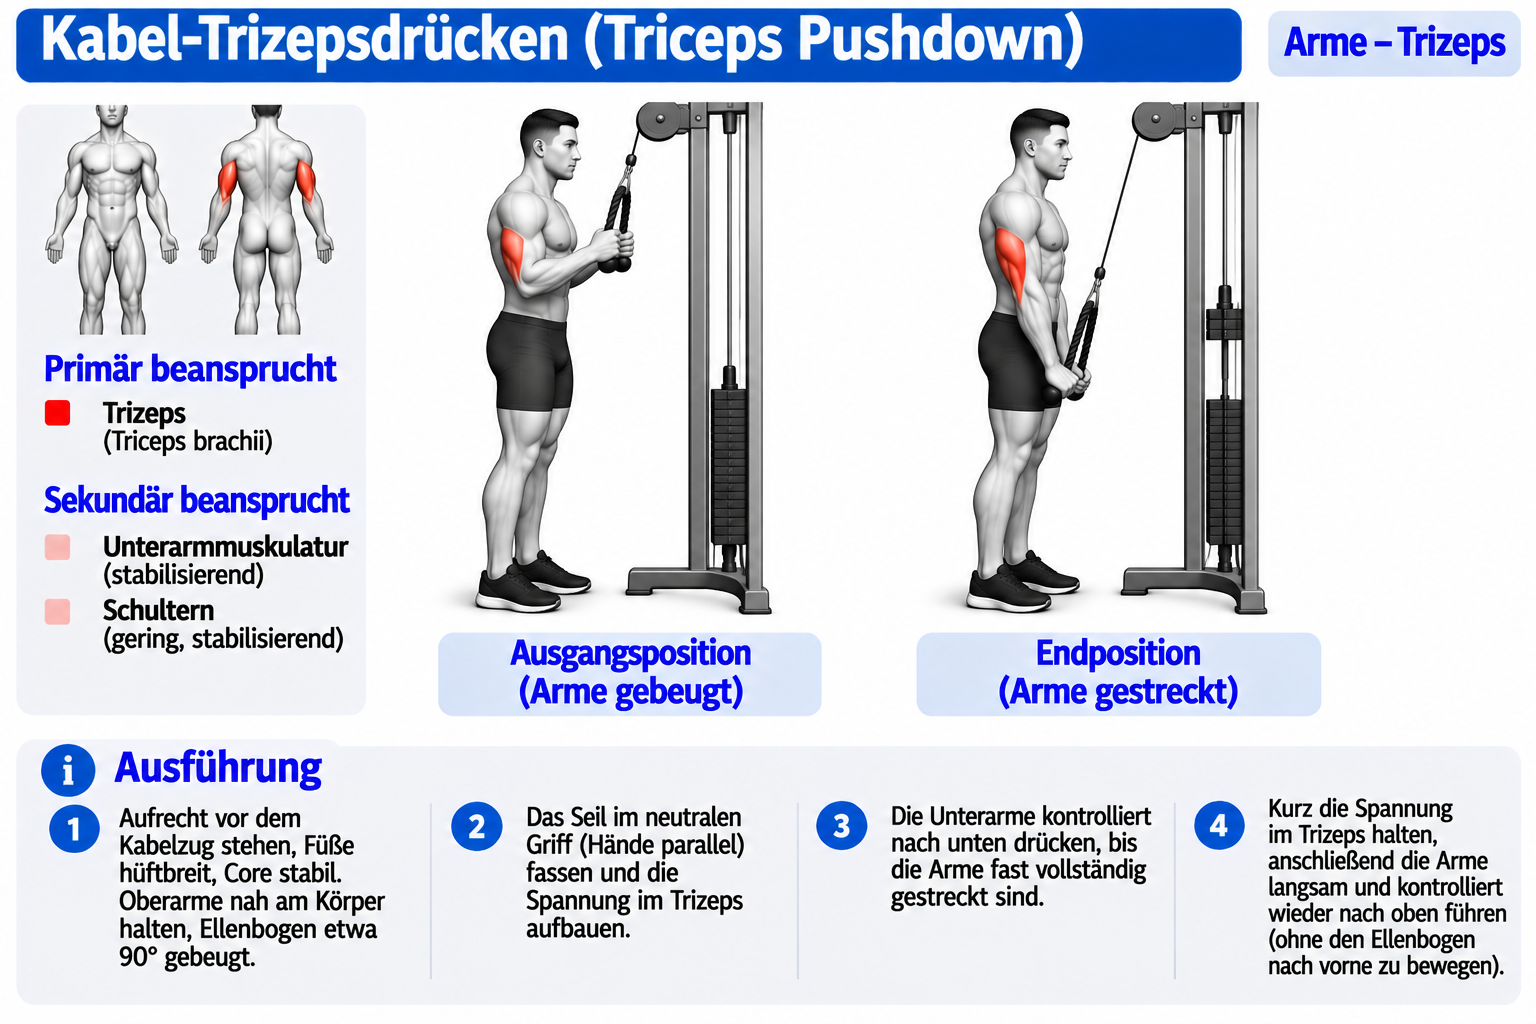 Kabel-Trizepsdrücken (Triceps Pushdown)
Arme – Trizeps
Primär beansprucht
Trizeps
(Triceps brachii)
Sekundär beansprucht
Unterarmmuskulatur
(stabilisierend)
Schultern
(gering, stabilisierend)
Ausgangsposition
(Arme gebeugt)
Endposition
(Arme gestreckt)
i Ausführung
1
Aufrecht vor dem
Kabelzug stehen, Füße
hüftbreit, Core stabil.
Oberarme nah am Körper
halten, Ellenbogen etwa
90° gebeugt.
2
Das Seil im neutralen
Griff (Hände parallel)
fassen und die
Spannung im Trizeps
aufbauen.
3
Die Unterarme kontrolliert
nach unten drücken, bis
die Arme fast vollständig
gestreckt sind.
4
Kurz die Spannung
im Trizeps halten,
anschließend die Arme
langsam und kontrolliert
wieder nach oben führen
(ohne den Ellenbogen
nach vorne zu bewegen).